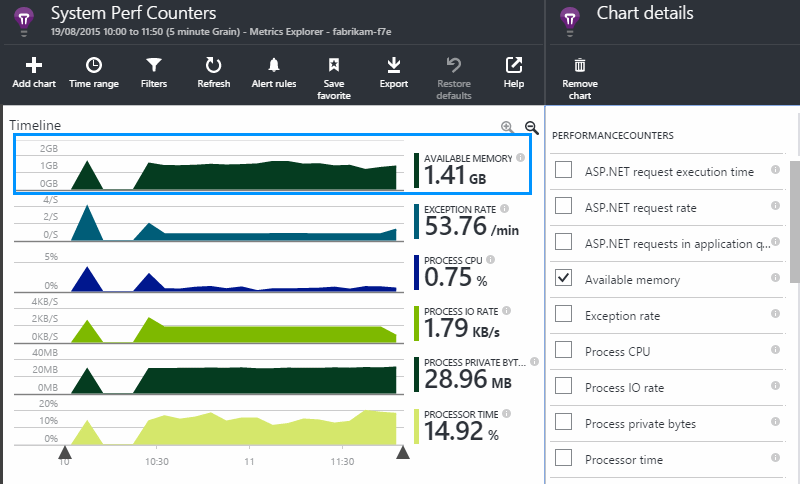 System Perf Counters
19/08/2015 10:00 to 11:50 (5 minute Grain) - Metrics Explorer - fabrikam-f7e
Chart details
Add chart
Time range
Filters
Refresh
Alert rules
Save
favorite
Export
Restore
defaults
Help
Remove
chart
Timeline
2GB
1GB
0GB
AVAILABLE MEMORY
1.41 GB
4/S
2/S
0/S
EXCEPTION RATE
53.76 /min
5%
0%
PROCESS CPU
0.75 %
4KB/S
2KB/S
0KB/S
PROCESS IO RATE
1.79 KB/s
40MB
20MB
0MB
PROCESS PRIVATE BYT...
28.96 MB
20%
10%
0%
PROCESSOR TIME
14.92 %
10
10:30
11
11:30
PERFORMANCECOUNTERS
ASP.NET request execution time
ASP.NET request rate
ASP.NET requests in application q...
Available memory
Exception rate
Process CPU
Process IO rate
Process private bytes
Processor time